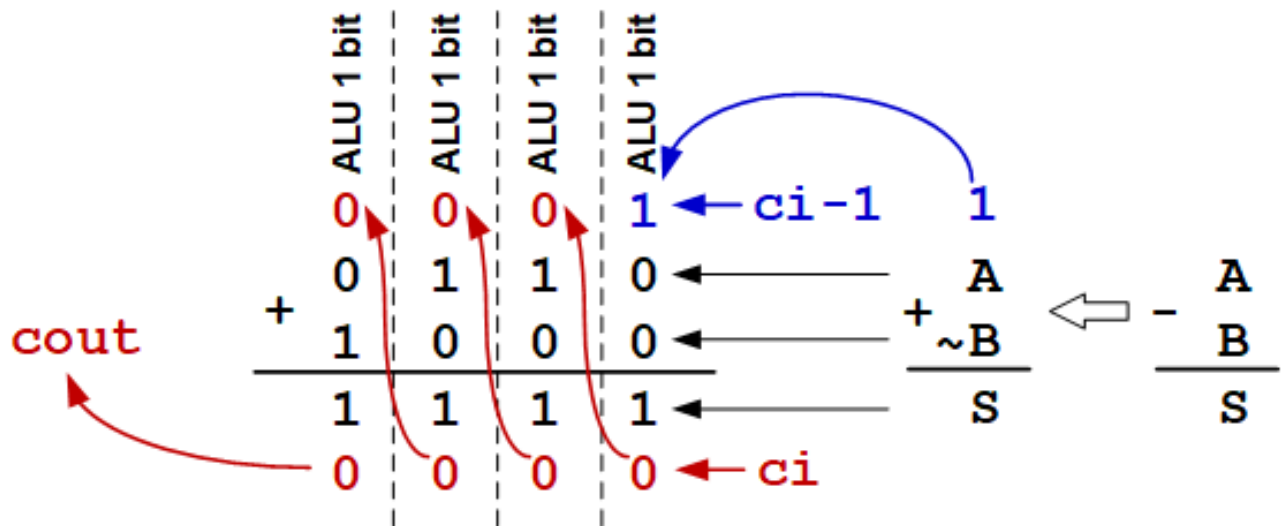 ALU 1 bit ALU 1 bit ALU 1 bit ALU 1 bit
0 0 0 1 ci-1 1
0 1 1 0 A A
+ + -
1 0 0 0 ~B B
cout
1 1 1 1 S S
0 0 0 0 ci